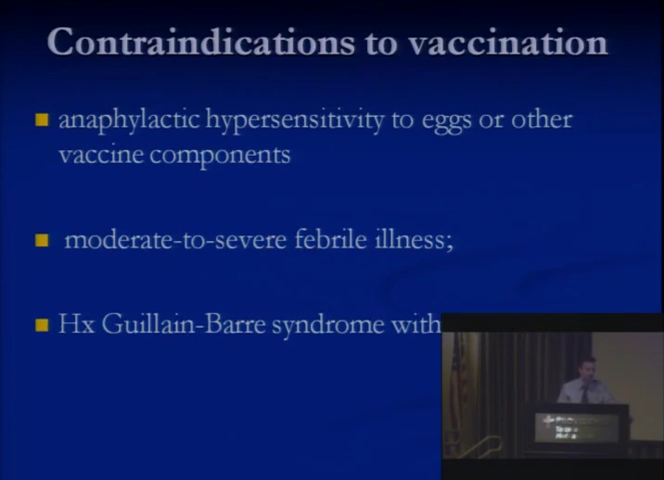 Contraindications to vaccination
anaphylactic hypersensitivity to eggs or other
vaccine components
moderate-to-severe febrile illness;
Hx Guillain-Barre syndrome with